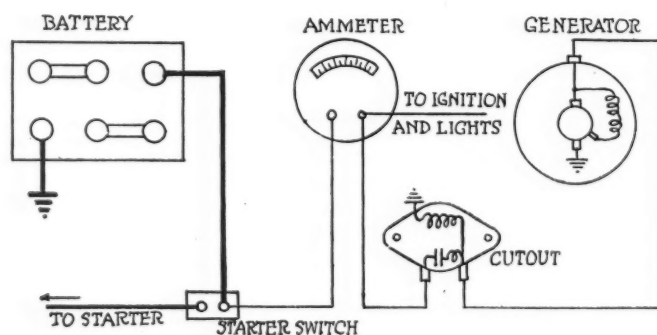 BATTERY
AMMETER
GENERATOR
TO IGNITION
AND LIGHTS
CUTOUT
TO STARTER
STARTER SWITCH